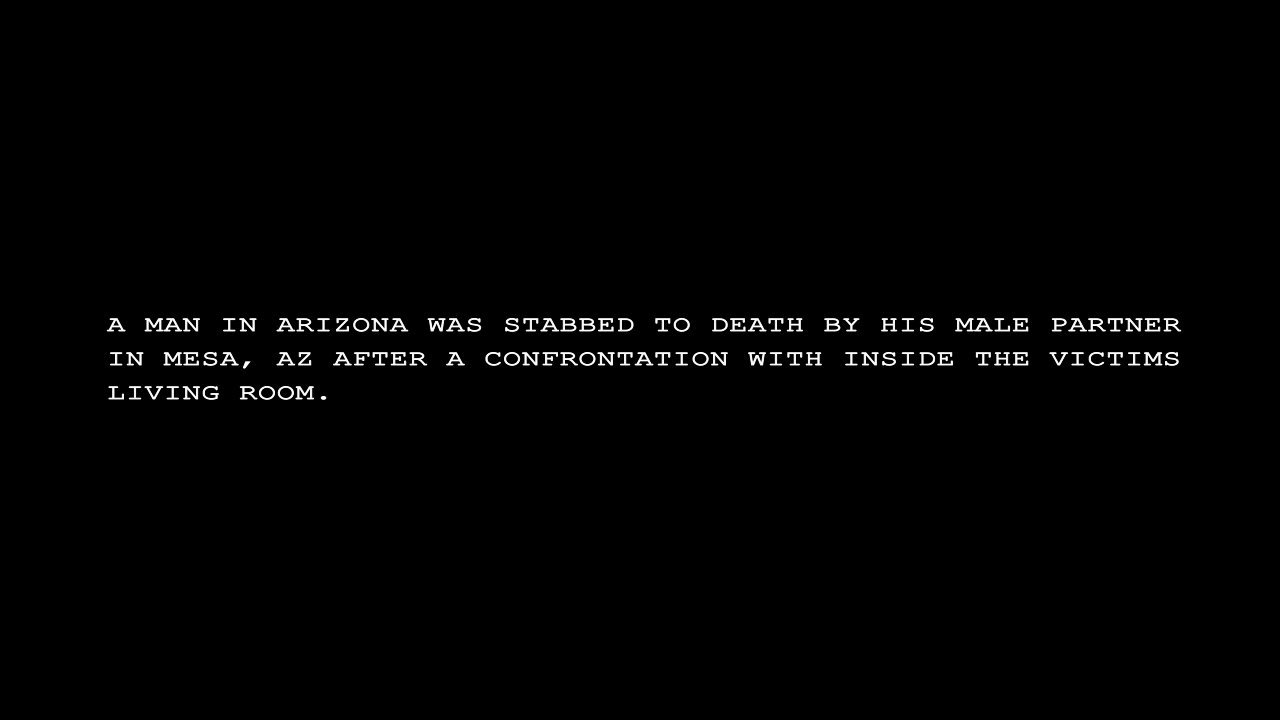 A MAN IN ARIZONA WAS STABBED TO DEATH BY HIS MALE PARTNER
IN MESA, AZ AFTER A CONFRONTATION WITH INSIDE THE VICTIMS
LIVING ROOM.